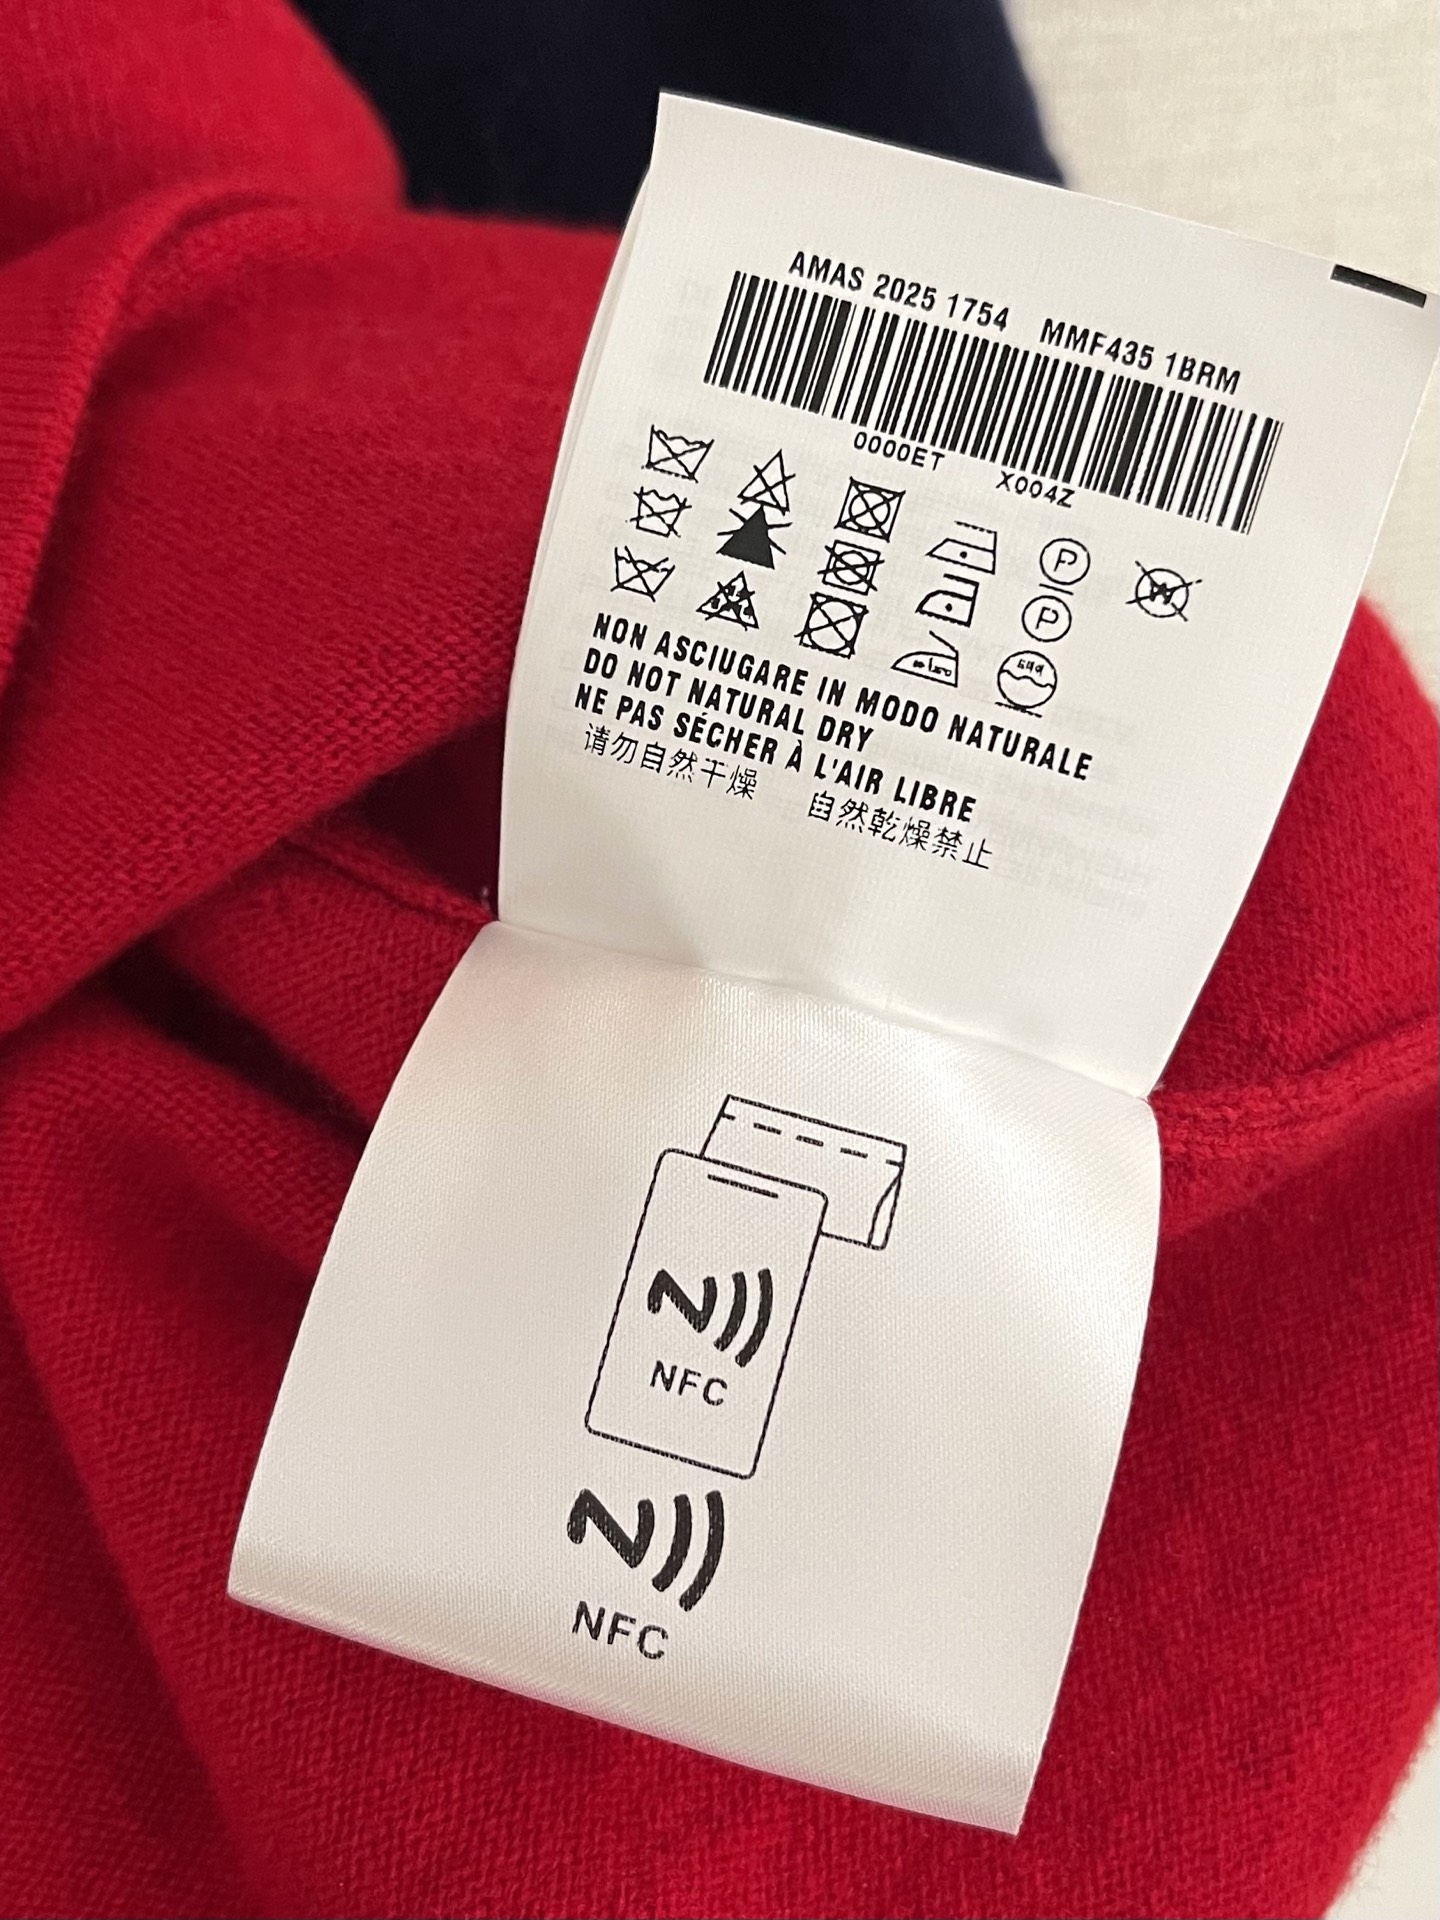 AMAS 2025 1754 MMF435 1BRM
0000ET X004Z
P
W
P
NON ASCIUGARE IN MODO NATURALE
DO NOT NATURAL DRY
NE PAS SÉCHER À L'AIR LIBRE
请勿自然干燥 自然乾燥禁止
NFC
NFC